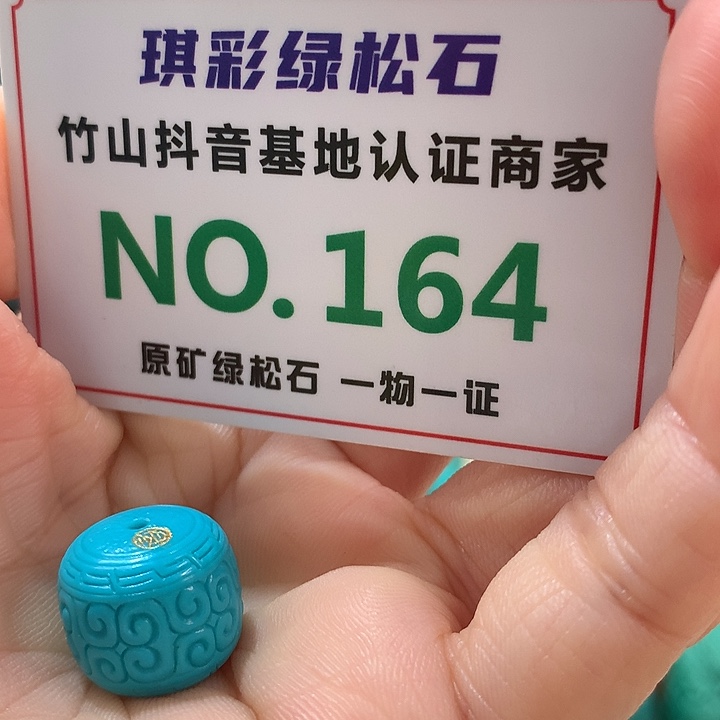 琪彩绿松石
竹山抖音基地认证商家
NO.164
原矿绿松石 一物一证